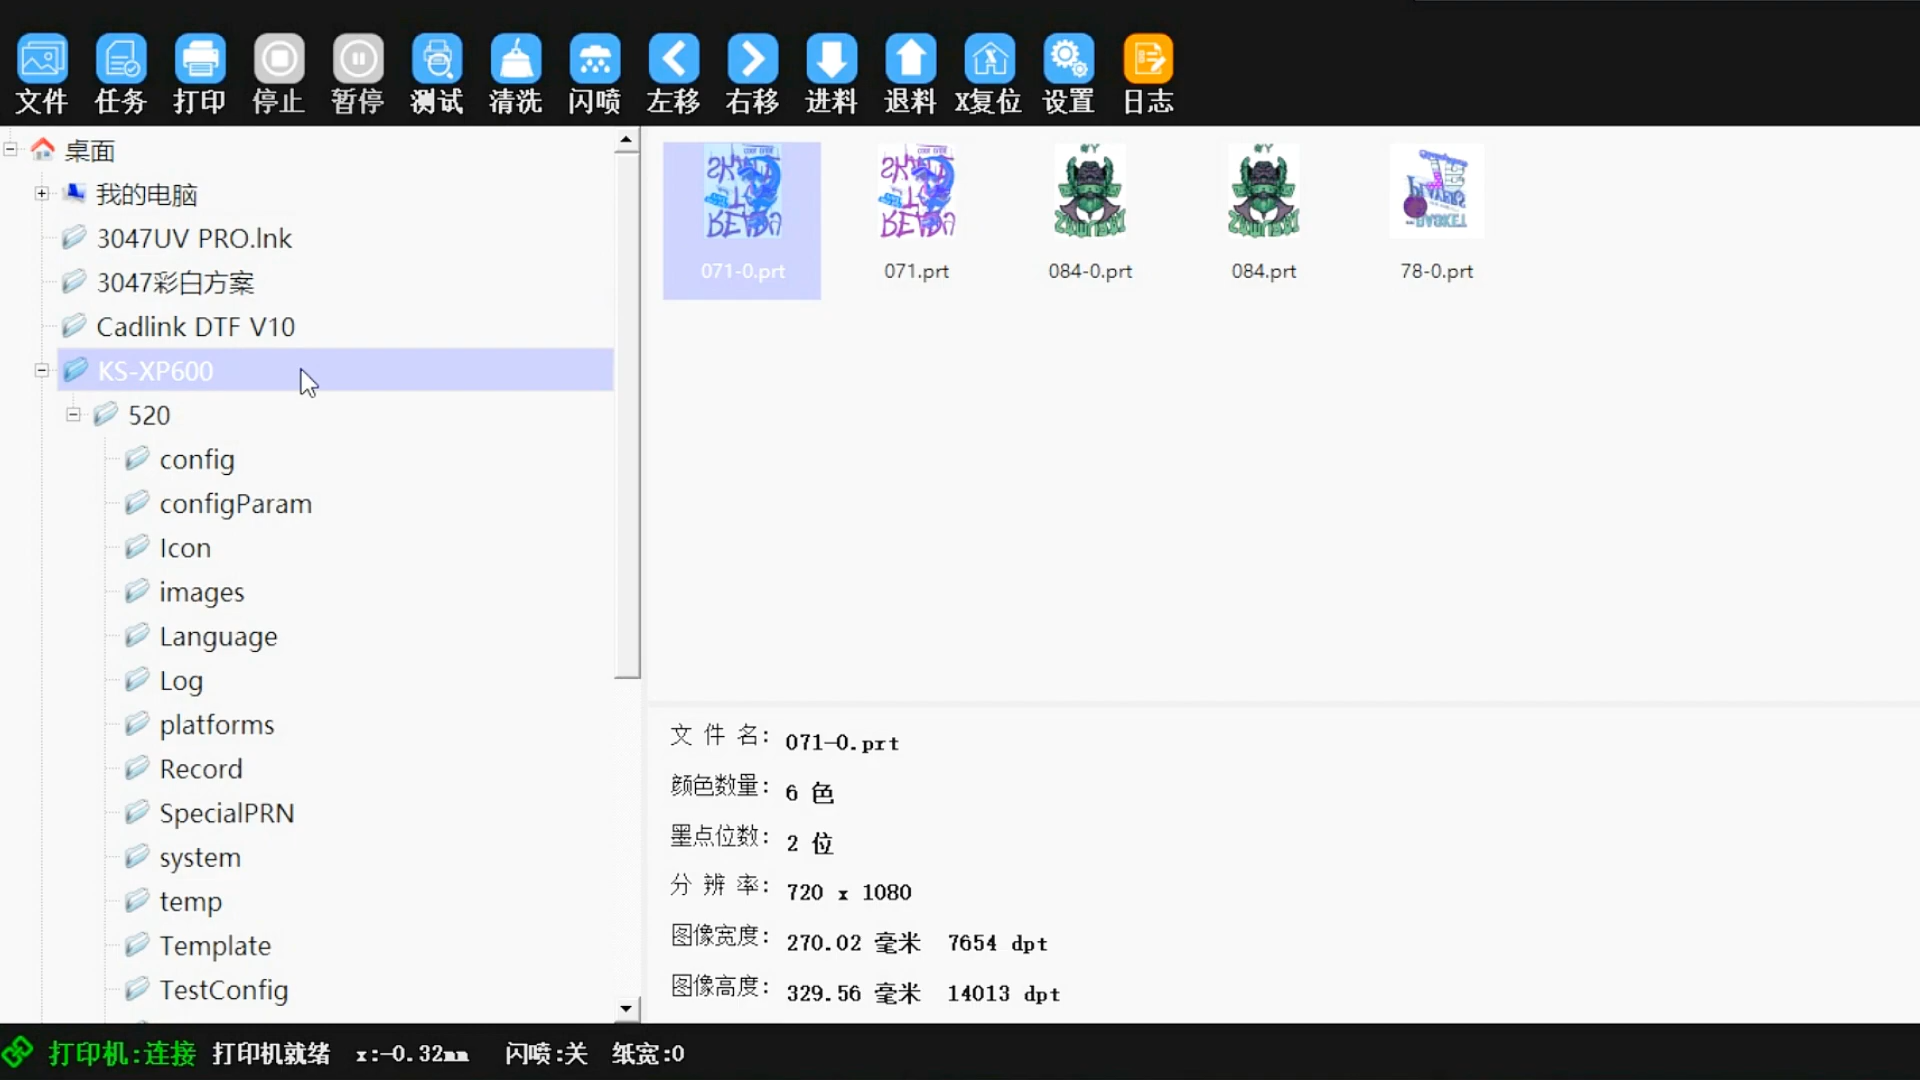 文件 任务 打印 停止 暂停 测试 清洗 闪喷 左移 右移 进料 退料 X复位 设置 日志
桌面
我的电脑
3047UV PRO.lnk
3047彩白方案
Cadlink DTF V10
KS-XP600
520
config
configParam
Icon
images
Language
Log
platforms
Record
SpecialPRN
system
temp
Template
TestConfig
071-0.prt 071.prt 084-0.prt 084.prt 78-0.prt
文 件 名: 071-0.prt
颜色数量: 6 色
墨点位数: 2 位
分 辨 率: 720 x 1080
图像宽度: 270.02 毫米 7654 dpt
图像高度: 329.56 毫米 14013 dpt
打印机:连接 打印机就绪 x:-0.32mm 闪喷:关 纸宽:0